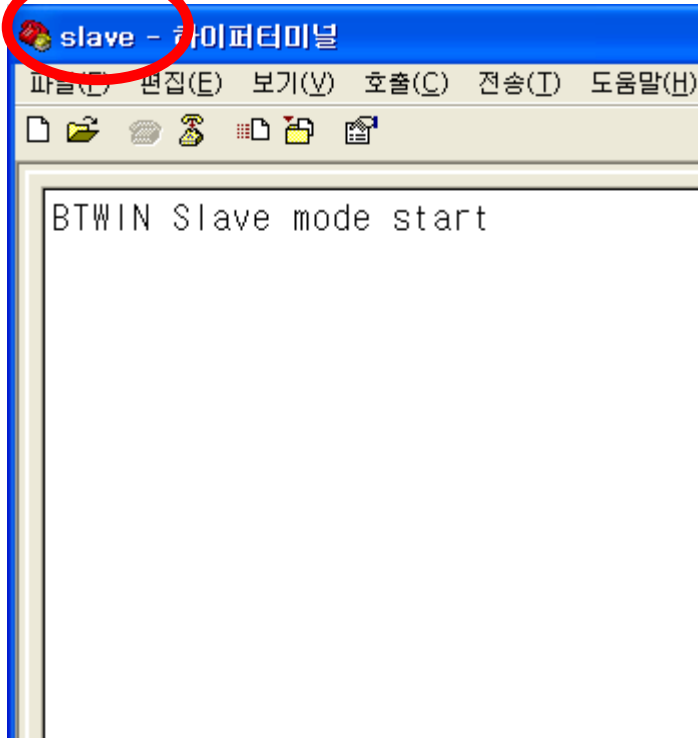 slave - 하이퍼터미널
파일(F) 편집(E) 보기(V) 호출(C) 전송(T) 도움말(H)
BTWIN Slave mode start